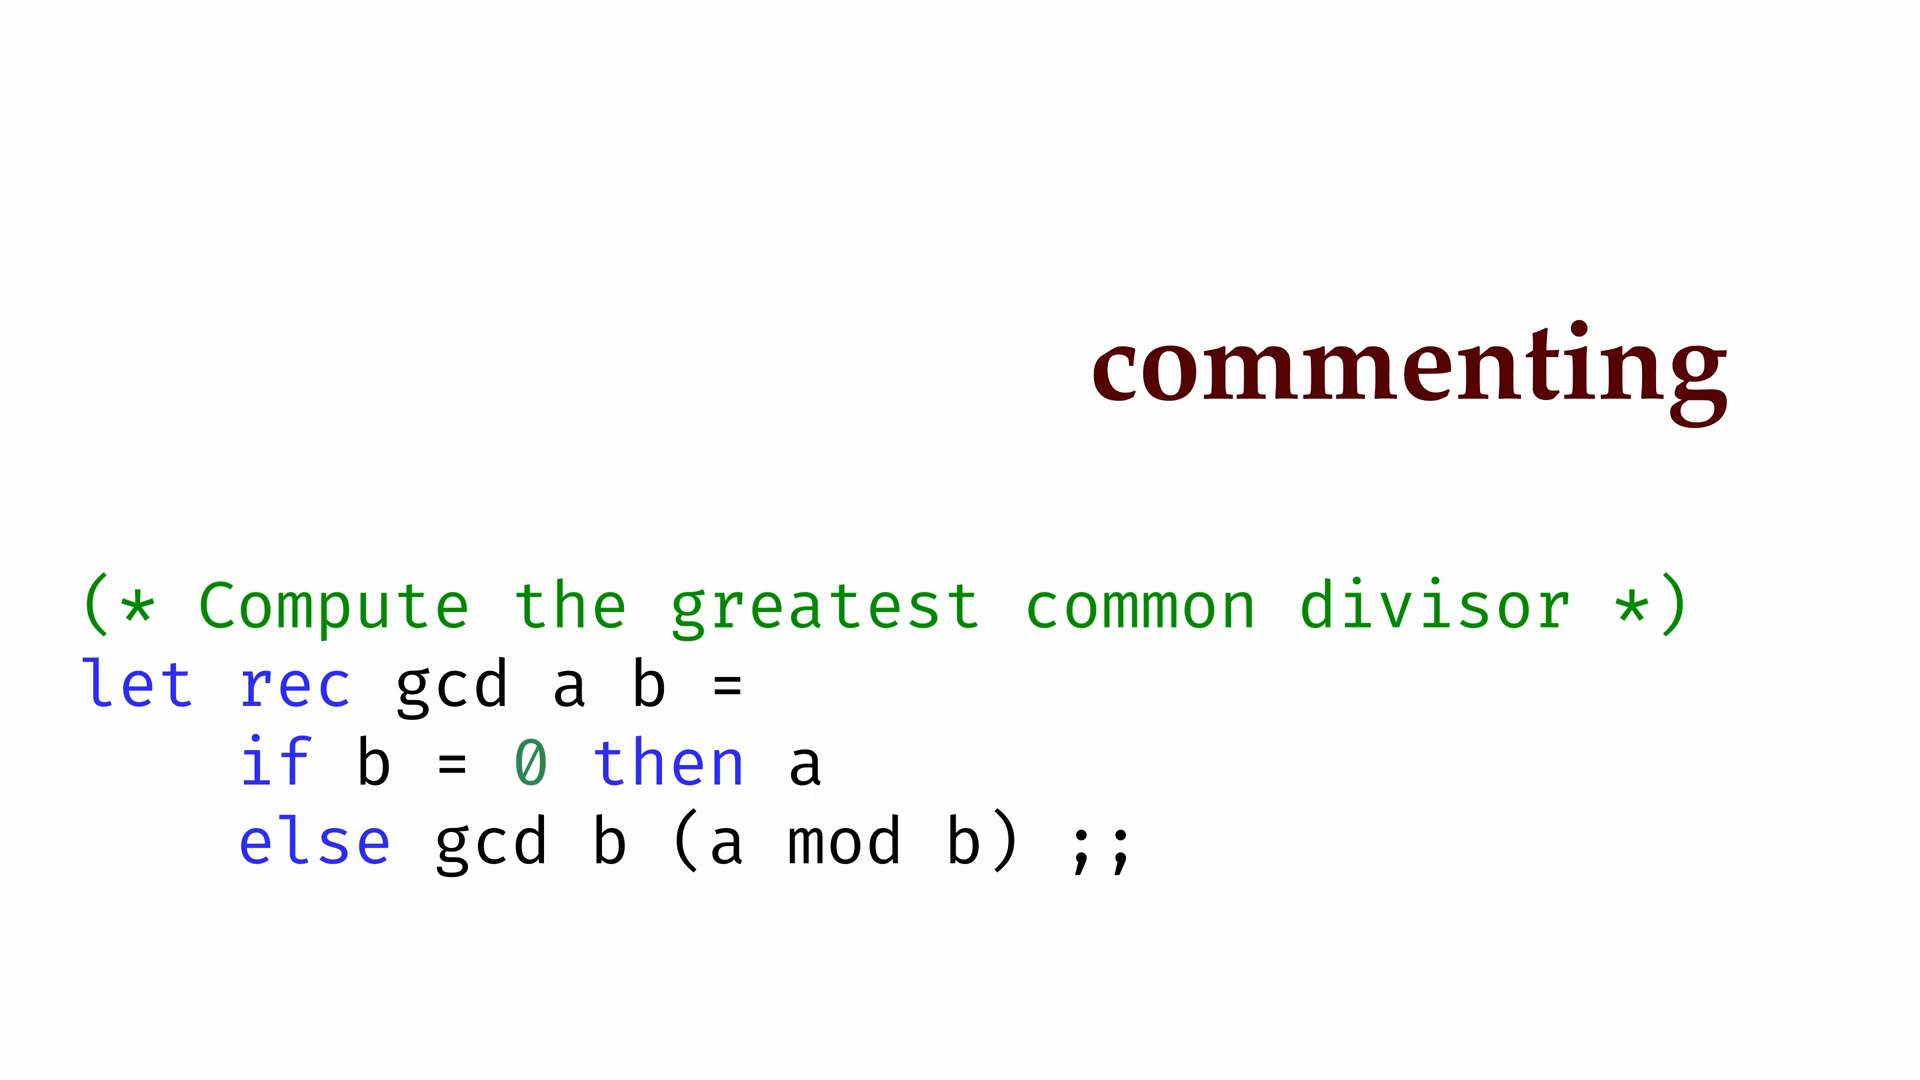 commenting
(* Compute the greatest common divisor *)
let rec gcd a b =
if b = 0 then a
else gcd b (a mod b) ;;